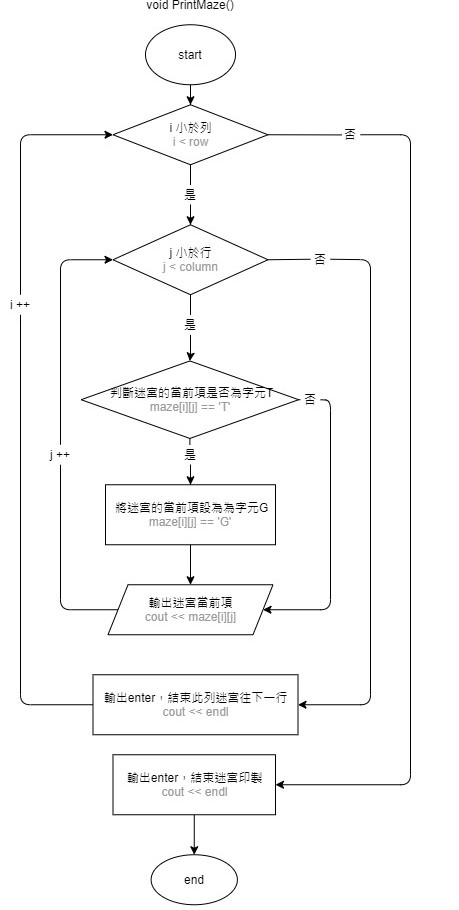 void PrintMaze()
start
i 小於列
i < row
否
是
j 小於行
j < column
否
i ++
是
判斷迷宮的當前項是否為字元T
maze[i][j] == 'T'
否
j ++
是
將迷宮的當前項設為為字元G
maze[i][j] == 'G'
輸出迷宮當前項
cout << maze[i][j]
輸出enter，結束此列迷宮往下一行
cout << endl
輸出enter，結束迷宮印製
cout << endl
end